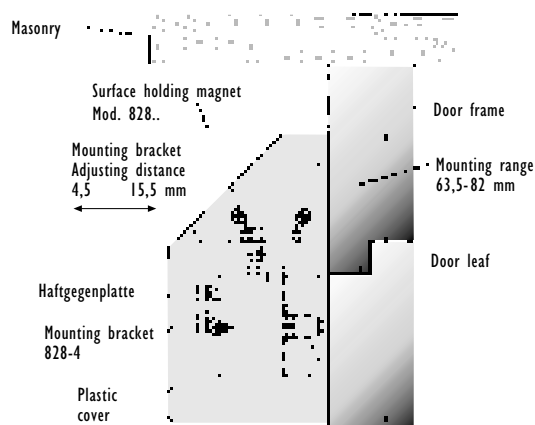 Masonry
Surface holding magnet
Mod. 828..
Door frame
Mounting bracket
Adjusting distance
4,5 15,5 mm
Mounting range
63,5-82 mm
Door leaf
Haftgegenplatte
Mounting bracket
828-4
Plastic
cover